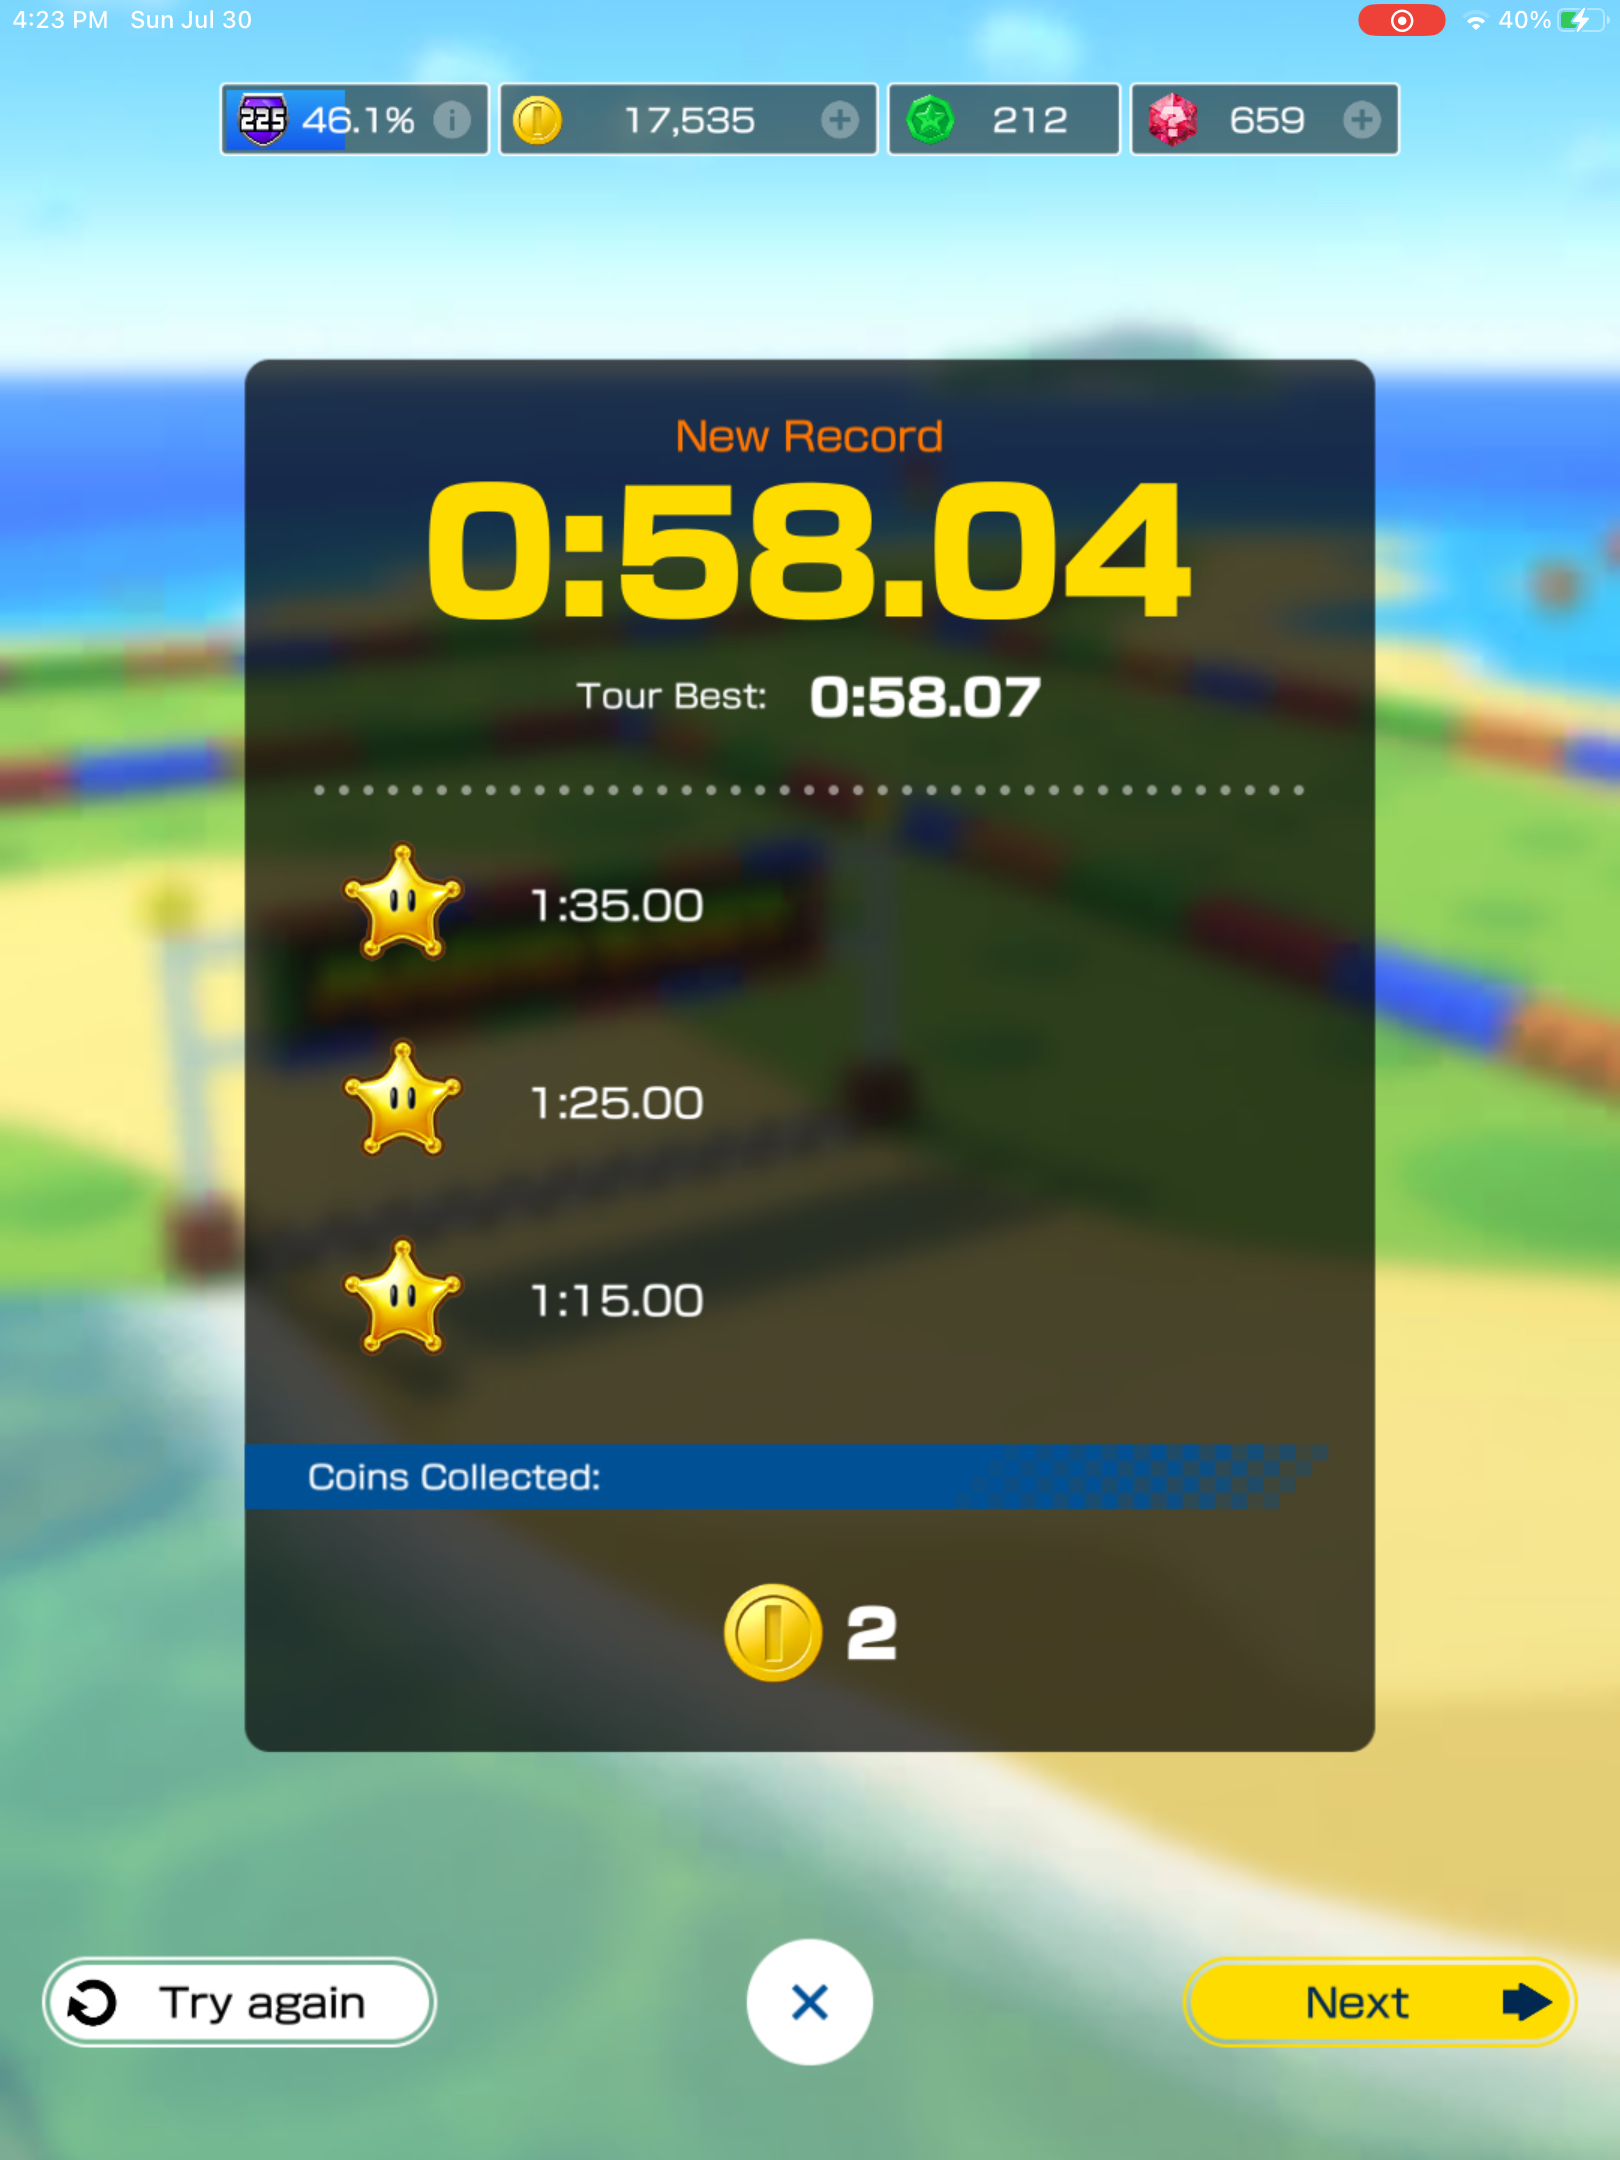 4:23 PM Sun Jul 30 40%
225 46.1% 17,535 212 659
New Record
0:58.04
Tour Best: 0:58.07
1:35.00
1:25.00
1:15.00
Coins Collected:
2
Try again
Next